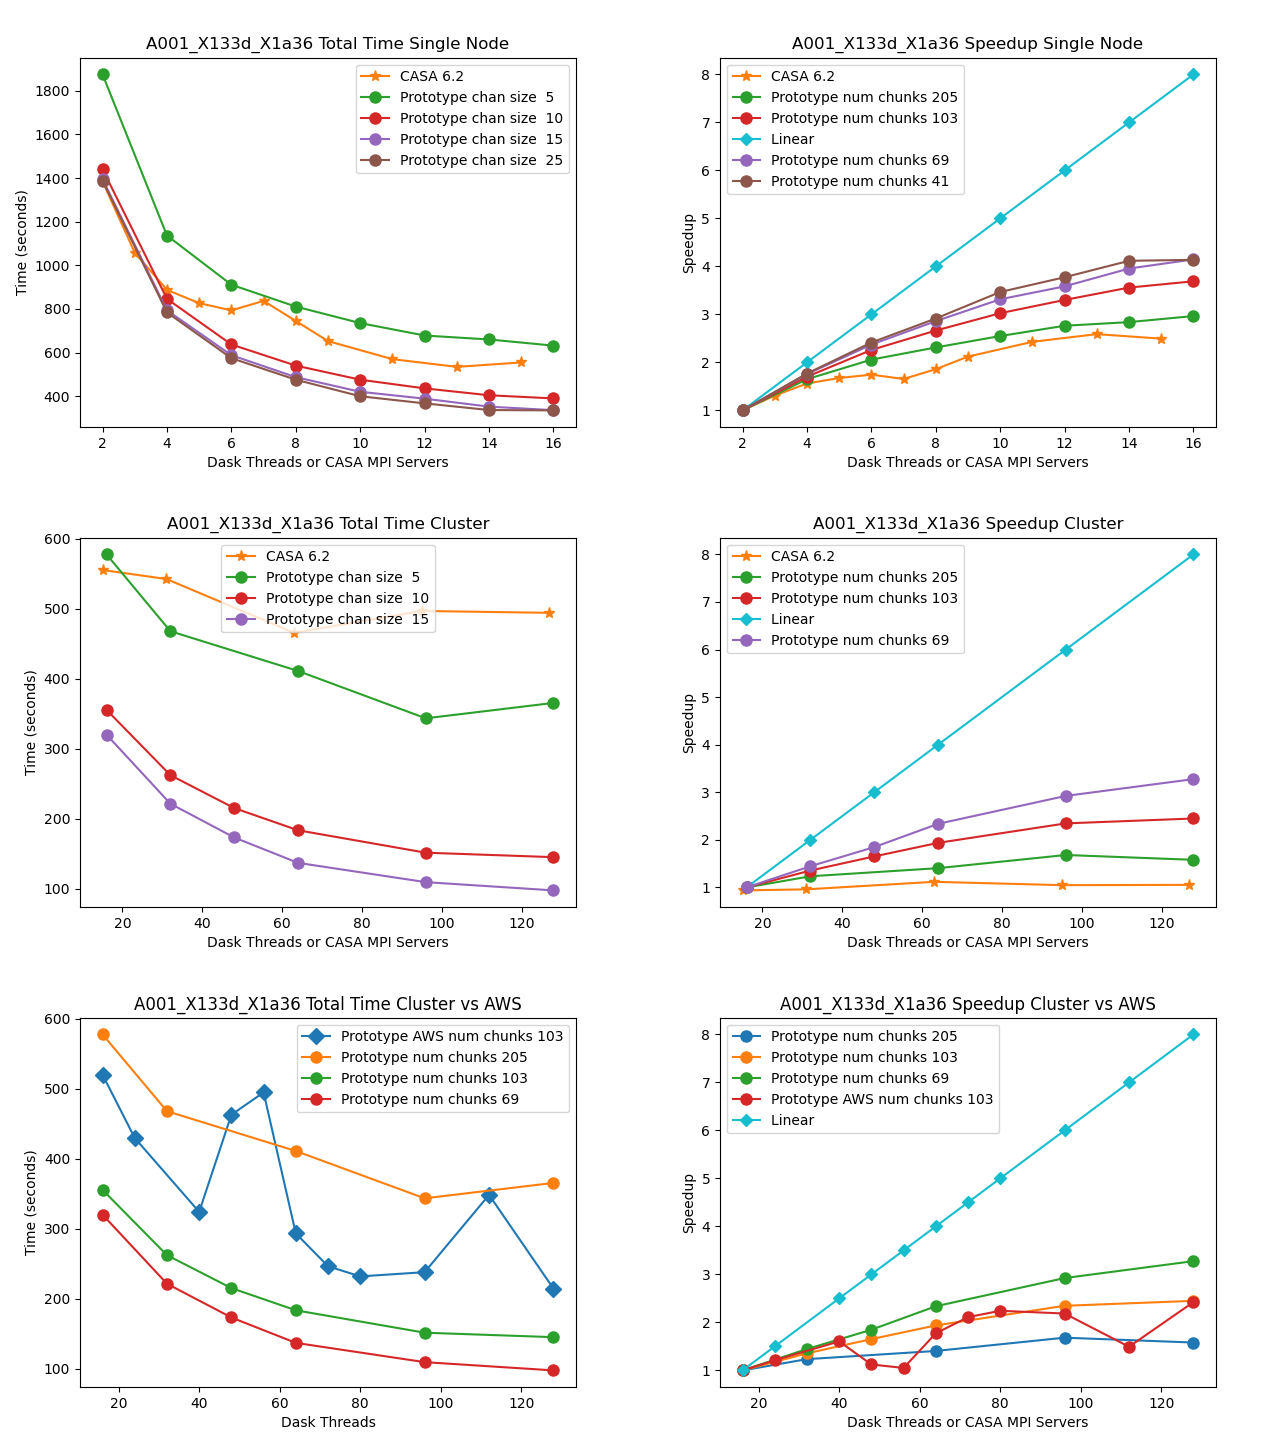 A001_X133d_X1a36 Total Time Single Node
CASA 6.2
Prototype chan size 5
Prototype chan size 10
Prototype chan size 15
Prototype chan size 25
1800
1600
1400
1200
1000
800
600
400
Time (seconds)
2 4 6 8 10 12 14 16
Dask Threads or CASA MPI Servers
A001_X133d_X1a36 Speedup Single Node
CASA 6.2
Prototype num chunks 205
Prototype num chunks 103
Linear
Prototype num chunks 69
Prototype num chunks 41
8
7
6
5
4
3
2
1
Speedup
2 4 6 8 10 12 14 16
Dask Threads or CASA MPI Servers
A001_X133d_X1a36 Total Time Cluster
CASA 6.2
Prototype chan size 5
Prototype chan size 10
Prototype chan size 15
600
500
400
300
200
100
Time (seconds)
20 40 60 80 100 120
Dask Threads or CASA MPI Servers
A001_X133d_X1a36 Speedup Cluster
CASA 6.2
Prototype num chunks 205
Prototype num chunks 103
Linear
Prototype num chunks 69
8
7
6
5
4
3
2
1
Speedup
20 40 60 80 100 120
Dask Threads or CASA MPI Servers
A001_X133d_X1a36 Total Time Cluster vs AWS
Prototype AWS num chunks 103
Prototype num chunks 205
Prototype num chunks 103
Prototype num chunks 69
600
500
400
300
200
100
Time (seconds)
20 40 60 80 100 120
Dask Threads
A001_X133d_X1a36 Speedup Cluster vs AWS
Prototype num chunks 205
Prototype num chunks 103
Prototype num chunks 69
Prototype AWS num chunks 103
Linear
8
7
6
5
4
3
2
1
Speedup
20 40 60 80 100 120
Dask Threads or CASA MPI Servers